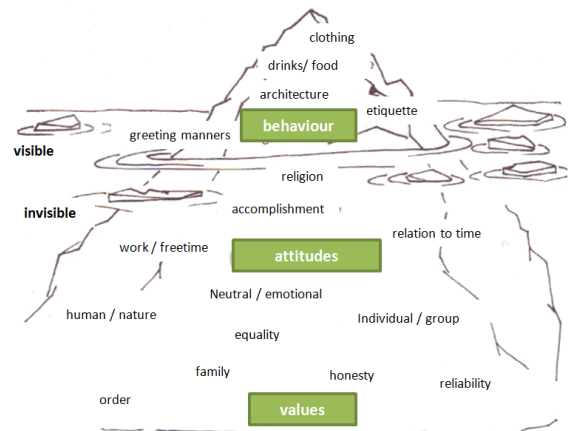 clothing
drinks/ food
architecture
etiquette
behaviour
greeting manners
visible
religion
invisible
accomplishment
relation to time
work / freetime
attitudes
Neutral / emotional
human / nature
Individual / group
equality
family
honesty
reliability
order
values